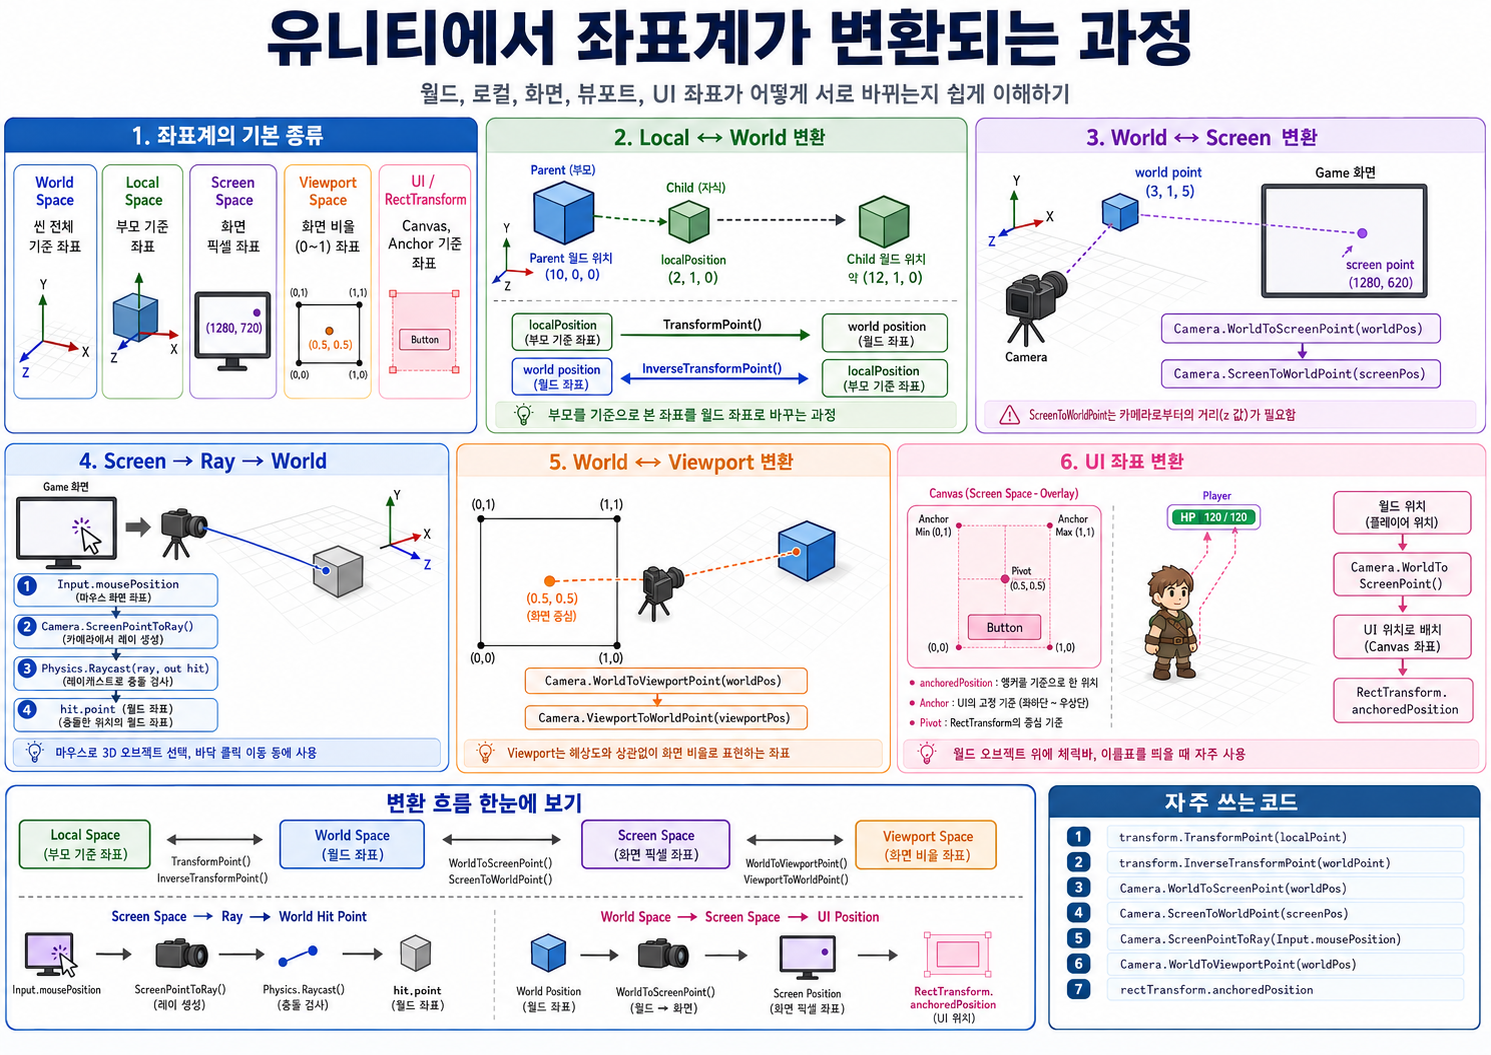 유니티에서 좌표계가 변환되는 과정
월드, 로컬, 화면, 뷰포트, UI 좌표가 어떻게 서로 바뀌는지 쉽게 이해하기
1. 좌표계의 기본 종류
World
Space
씬 전체
기준 좌표
Y
X
Z
Local
Space
부모 기준
좌표
Y
X
Z
Screen
Space
화면
픽셀 좌표
(1280, 720)
Viewport
Space
화면 비율
(0~1) 좌표
(0,1)
(1,1)
(0.5, 0.5)
(0,0)
(1,0)
UI /
RectTransform
Canvas,
Anchor 기준
좌표
Button
2. Local ↔ World 변환
Parent (부모)
Child (자식)
Y
X
Z
Parent 월드 위치
(10, 0, 0)
localPosition
(2, 1, 0)
Child 월드 위치
약 (12, 1, 0)
localPosition
(부모 기준 좌표)
TransformPoint()
world position
(월드 좌표)
world position
(월드 좌표)
InverseTransformPoint()
localPosition
(부모 기준 좌표)
부모를 기준으로 본 좌표를 월드 좌표로 바꾸는 과정
3. World ↔ Screen 변환
Y
X
Z
world point
(3, 1, 5)
Game 화면
screen point
(1280, 620)
Camera
Camera.WorldToScreenPoint(worldPos)
Camera.ScreenToWorldPoint(screenPos)
ScreenToWorldPoint는 카메라로부터의 거리(z 값)가 필요함
4. Screen → Ray → World
Game 화면
Y
X
Z
1
Input.mousePosition
(마우스 화면 좌표)
2
Camera.ScreenPointToRay()
(카메라에서 레이 생성)
3
Physics.Raycast(ray, out hit)
(레이캐스트로 충돌 검사)
4
hit.point (월드 좌표)
(충돌한 위치의 월드 좌표)
마우스로 3D 오브젝트 선택, 바닥 클릭 이동 등에 사용
5. World ↔ Viewport 변환
(0,1)
(1,1)
(0.5, 0.5)
(화면 중심)
(0,0)
(1,0)
Camera.WorldToViewportPoint(worldPos)
Camera.ViewportToWorldPoint(viewportPos)
Viewport는 해상도와 상관없이 화면 비율로 표현하는 좌표
6. UI 좌표 변환
Canvas (Screen Space - Overlay)
Anchor
Min (0,1)
Anchor
Max (1,1)
Pivot
(0.5, 0.5)
Button
(0,0)
(1,0)
• anchoredPosition : 앵커를 기준으로 한 위치
• Anchor : UI의 고정 기준 (좌하단 ~ 우상단)
• Pivot : RectTransform의 중심 기준
Player
HP 120 / 120
월드 위치
(플레이어 위치)
Camera.WorldTo
ScreenPoint()
UI 위치로 배치
(Canvas 좌표)
RectTransform.
anchoredPosition
월드 오브젝트 위에 체력바, 이름표를 띄울 때 자주 사용
변환 흐름 한눈에 보기
Local Space
(부모 기준 좌표)
TransformPoint()
InverseTransformPoint()
World Space
(월드 좌표)
WorldToScreenPoint()
ScreenToWorldPoint()
Screen Space
(화면 픽셀 좌표)
WorldToViewportPoint()
ViewportToWorldPoint()
Viewport Space
(화면 비율 좌표)
Screen Space → Ray → World Hit Point
Input.mousePosition
ScreenPointToRay()
(레이 생성)
Physics.Raycast()
(충돌 검사)
hit.point
(월드 좌표)
World Space → Screen Space → UI Position
World Position
(월드 좌표)
WorldToScreenPoint()
(월드 → 화면)
Screen Position
(화면 픽셀 좌표)
RectTransform.
anchoredPosition
(UI 위치)
자주 쓰는 코드
1 transform.TransformPoint(localPoint)
2 transform.InverseTransformPoint(worldPoint)
3 Camera.WorldToScreenPoint(worldPos)
4 Camera.ScreenToWorldPoint(screenPos)
5 Camera.ScreenPointToRay(Input.mousePosition)
6 Camera.WorldToViewportPoint(worldPos)
7 rectTransform.anchoredPosition